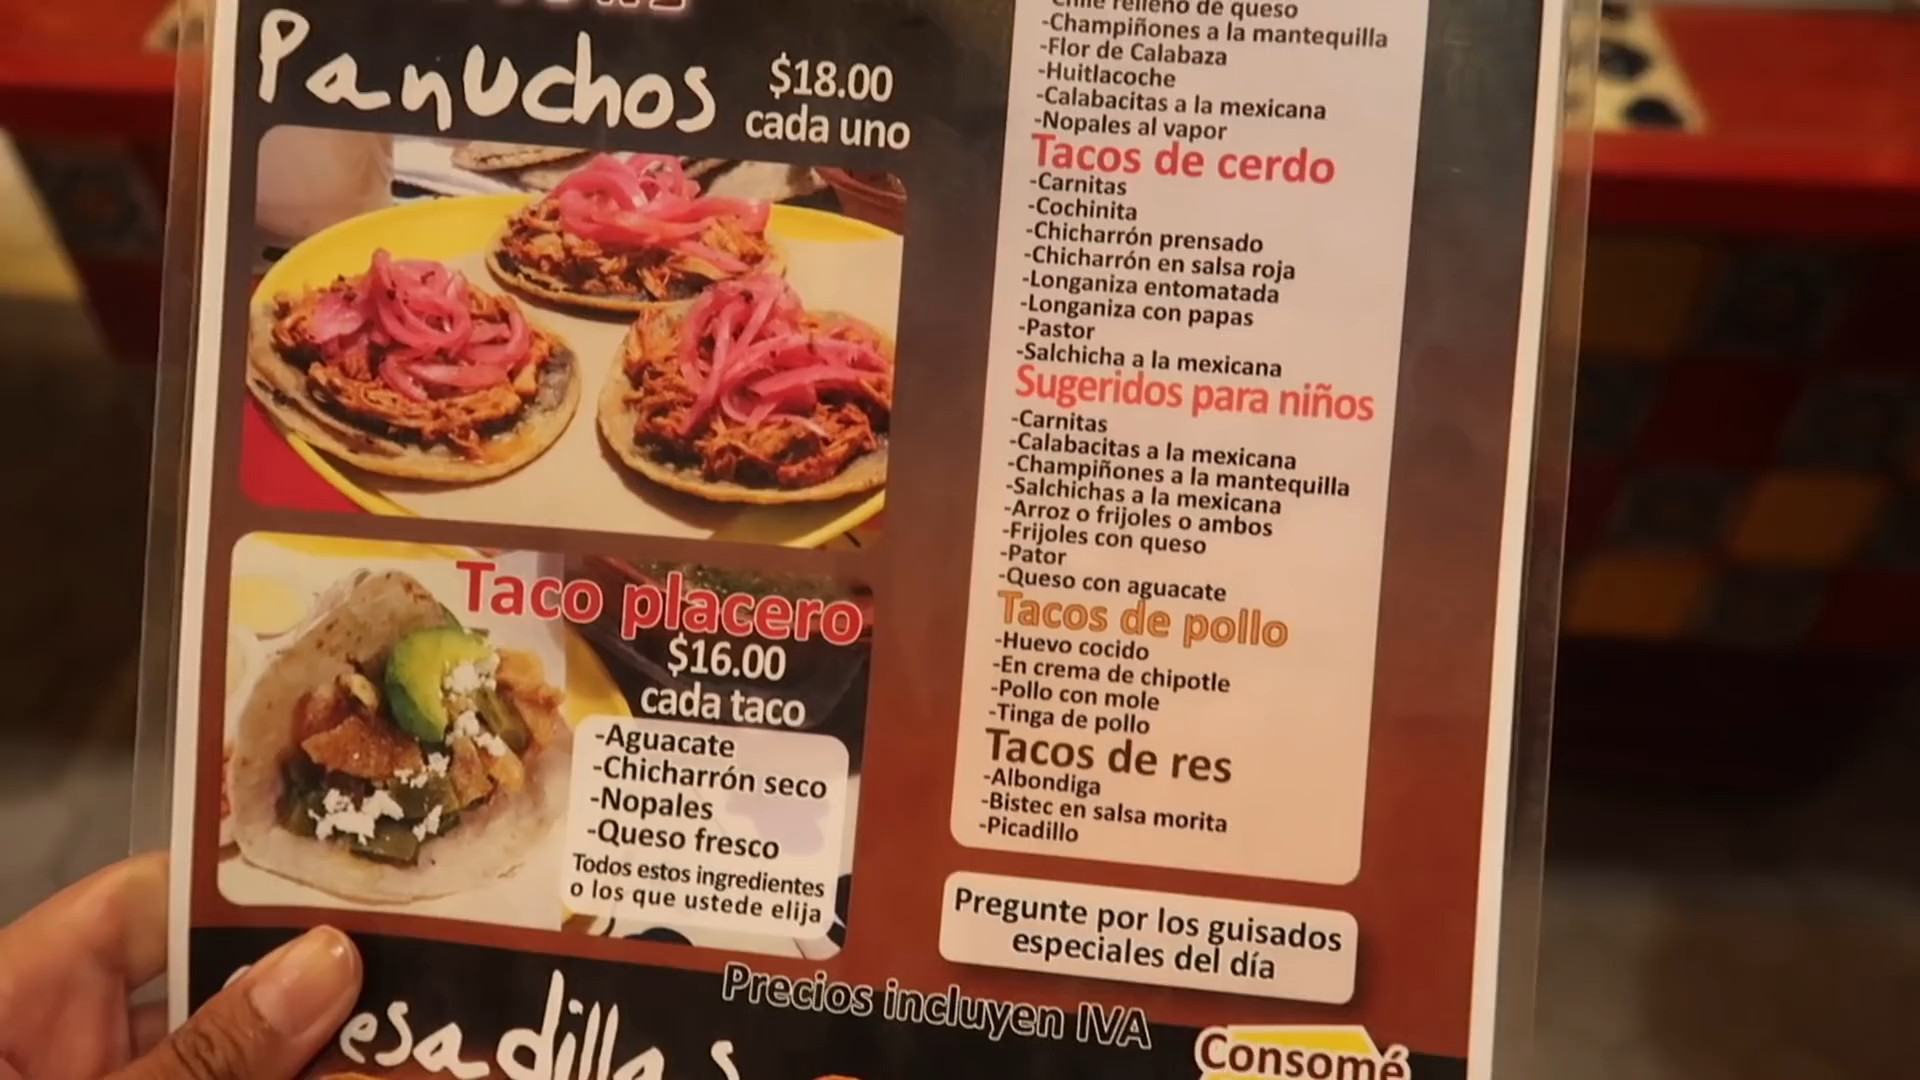 Panuchos
$18.00
cada uno
Taco placero
$16.00
cada taco
-Aguacate
-Chicharrón seco
-Nopales
-Queso fresco
Todos estos ingredientes
o los que ustede elija
relleno de queso
-Champiñones a la mantequilla
-Flor de Calabaza
-Huitlacoche
-Calabacitas a la mexicana
-Nopales al vapor
Tacos de cerdo
-Carnitas
-Cochinita
-Chicharrón prensado
-Chicharrón en salsa roja
-Longaniza entomatada
-Longaniza con papas
-Pastor
-Salchicha a la mexicana
Sugeridos para niños
-Carnitas
-Calabacitas a la mexicana
-Champiñones a la mantequilla
-Salchichas a la mexicana
-Arroz o frijoles o ambos
-Frijoles con queso
-Pator
-Queso con aguacate
Tacos de pollo
-Huevo cocido
-En crema de chipotle
-Pollo con mole
-Tinga de pollo
Tacos de res
-Albondiga
-Bistec en salsa morita
-Picadillo
Pregunte por los guisados
especiales del día
Precios incluyen IVA
Consomé